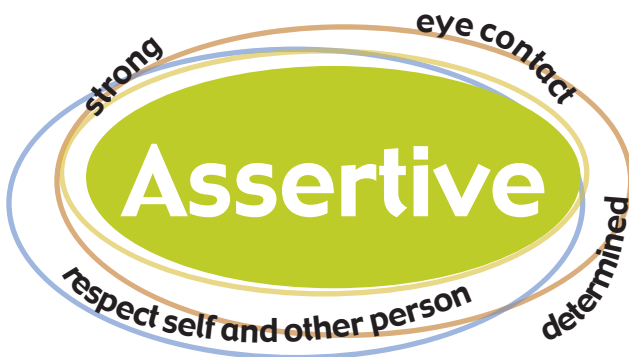 strong
eye contact
Assertive
determined
respect self and other person